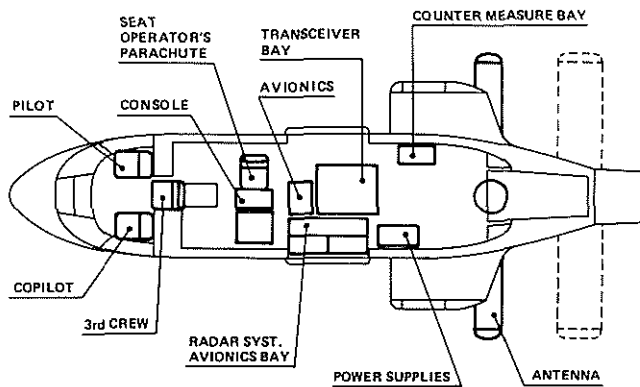 SEAT
OPERATOR'S
PARACHUTE
TRANSCEIVER
BAY
COUNTER MEASURE BAY
PILOT
CONSOLE
AVIONICS
COPILOT
3rd CREW
RADAR SYST.
AVIONICS BAY
POWER SUPPLIES
ANTENNA